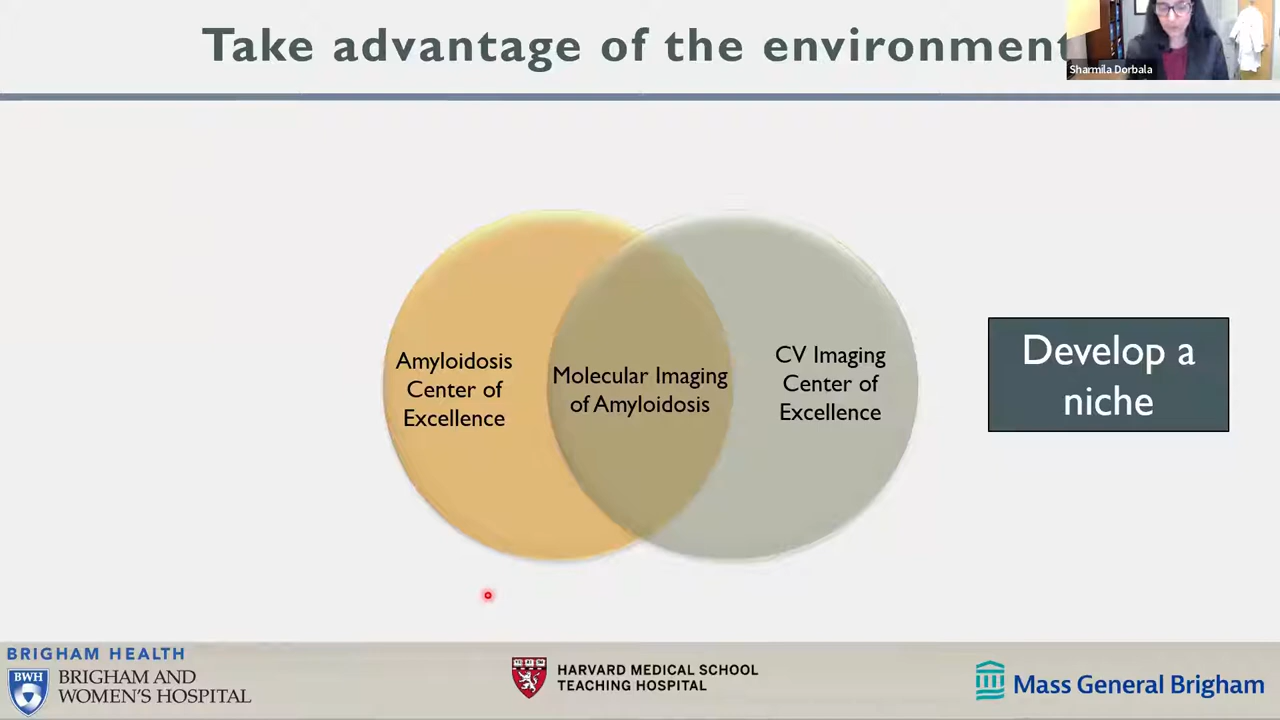 Take advantage of the environment
Sharmila Dorbala
Amyloidosis
Center of
Excellence
Molecular Imaging
of Amyloidosis
CV Imaging
Center of
Excellence
Develop a
niche
BRIGHAM HEALTH
BWH
BRIGHAM AND
WOMEN'S HOSPITAL
HARVARD MEDICAL SCHOOL
TEACHING HOSPITAL
Mass General Brigham